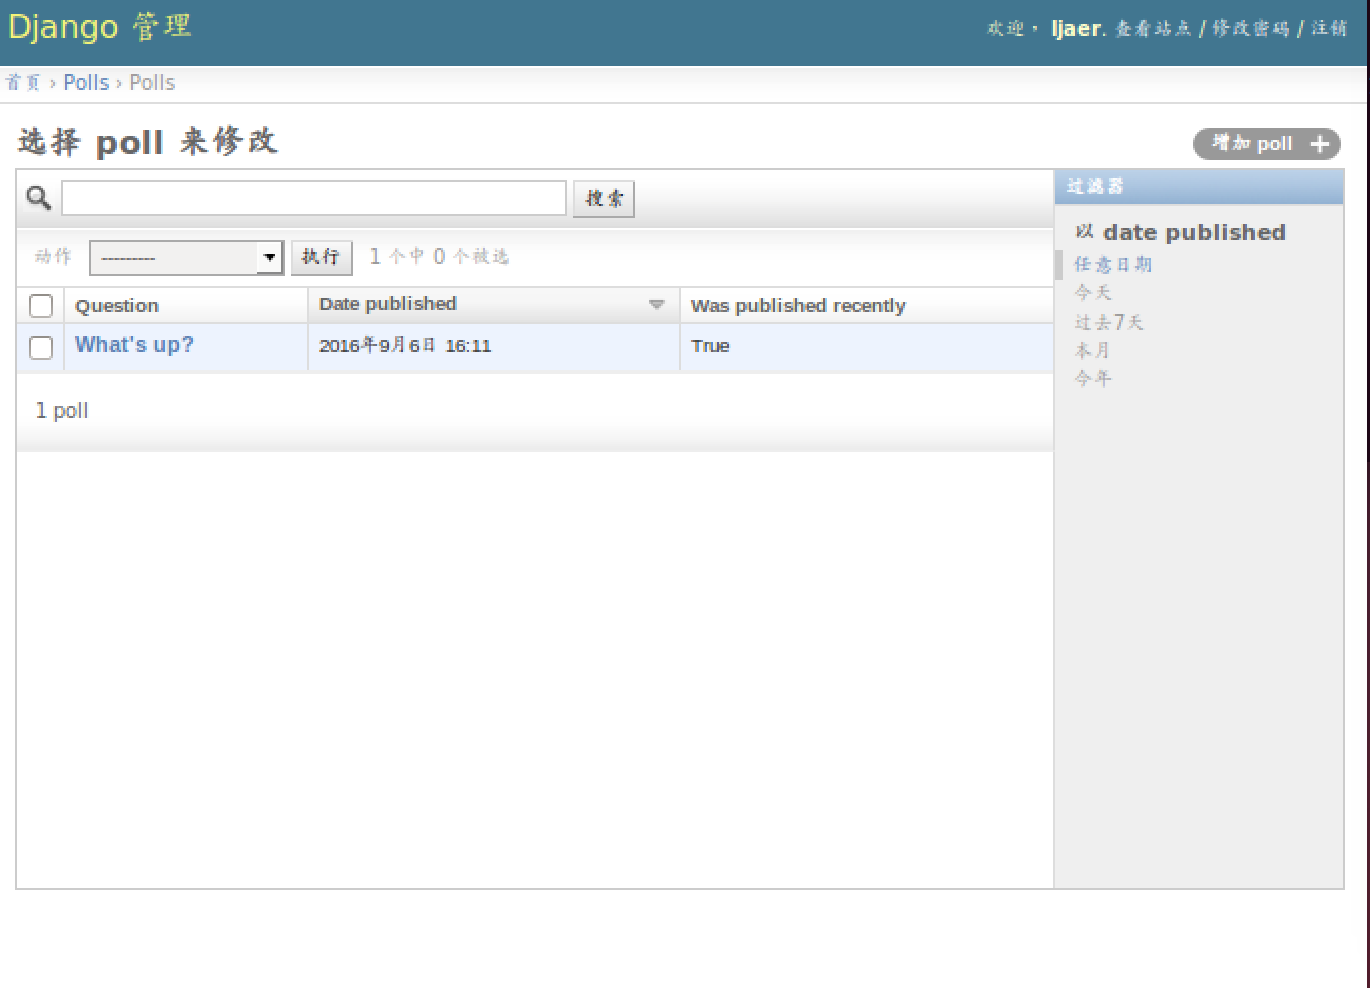 Django 管理
欢迎， ljaer. 查看站点 / 修改密码 / 注销
首页 › Polls › Polls
选择 poll 来修改
增加 poll +
搜索
过滤器
动作 --------- 执行 1 个中 0 个被选
以 date published
任意日期
今天
过去7天
本月
今年
Question Date published Was published recently
What's up? 2016年9月6日 16:11 True
1 poll